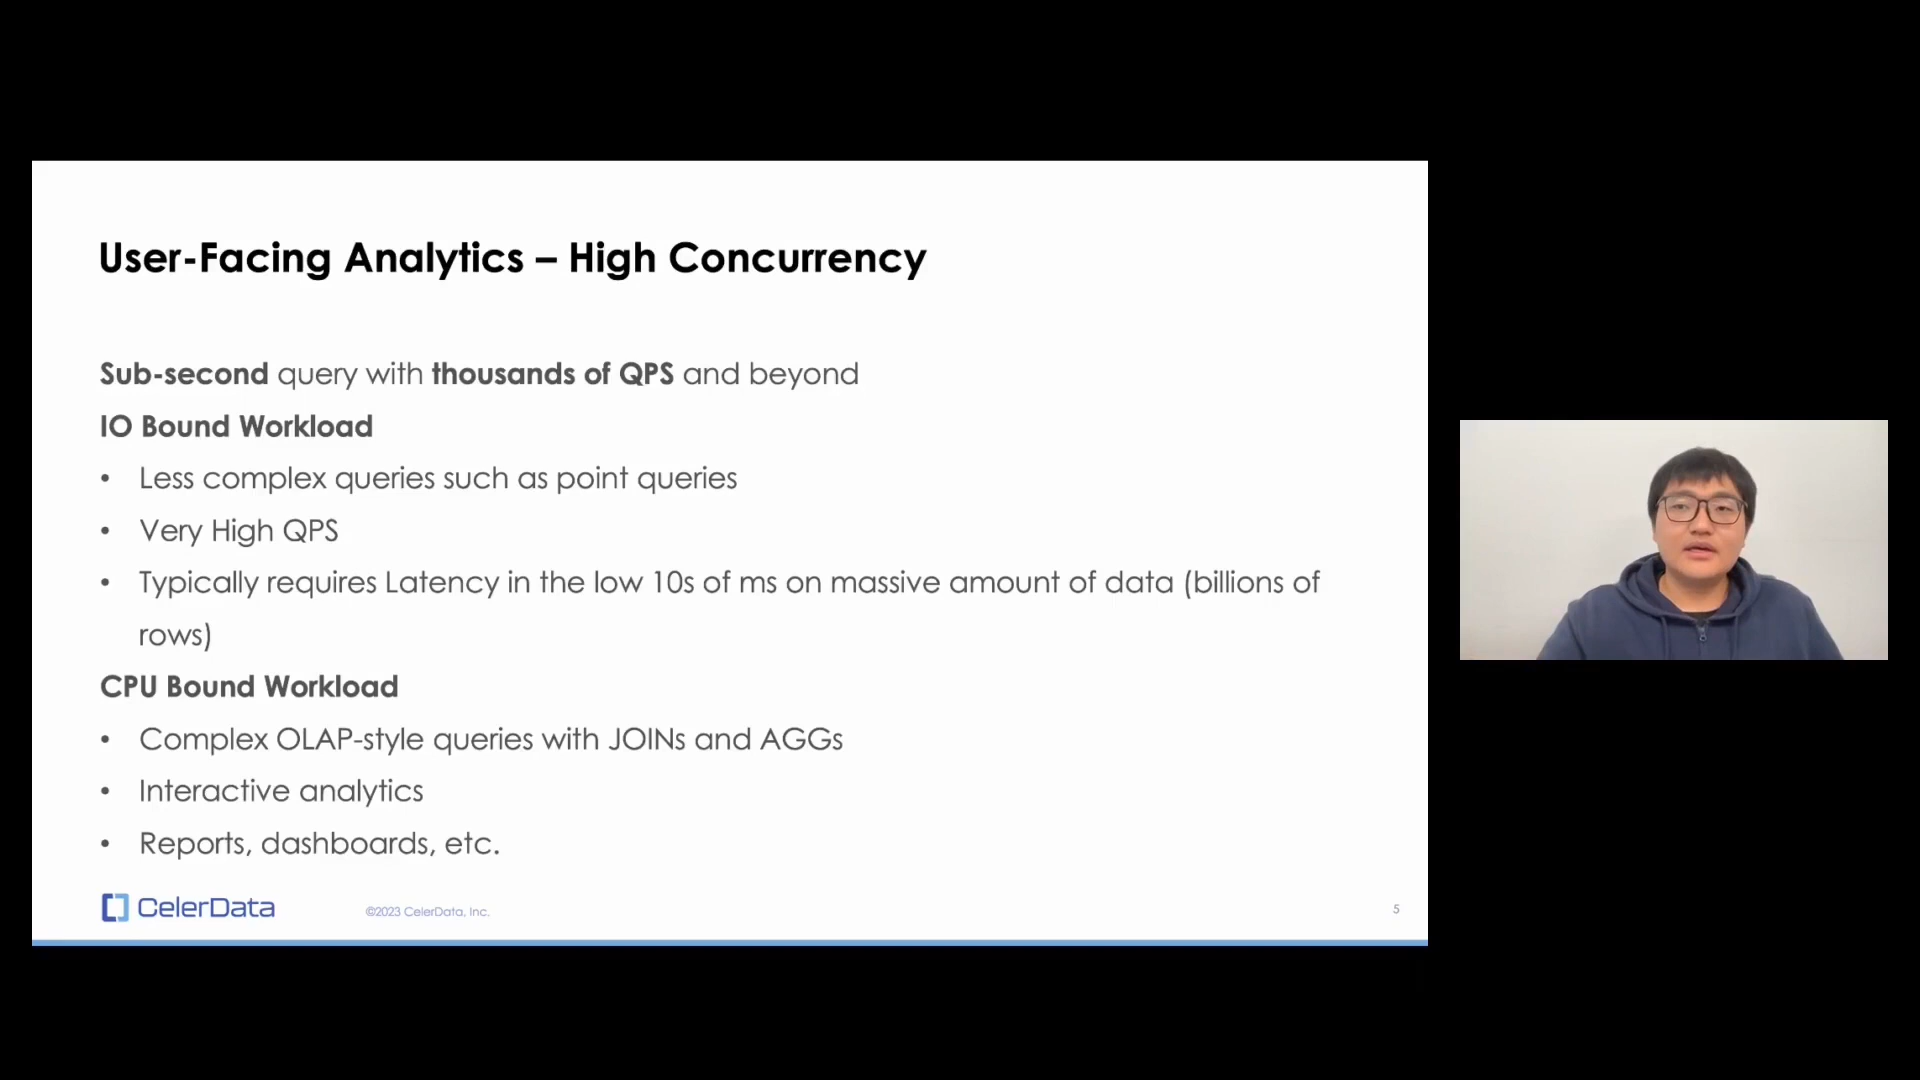 User-Facing Analytics – High Concurrency
Sub-second query with thousands of QPS and beyond
IO Bound Workload
• Less complex queries such as point queries
• Very High QPS
• Typically requires Latency in the low 10s of ms on massive amount of data (billions of
rows)
CPU Bound Workload
• Complex OLAP-style queries with JOINs and AGGs
• Interactive analytics
• Reports, dashboards, etc.
CelerData
©2023 CelerData, Inc.
5